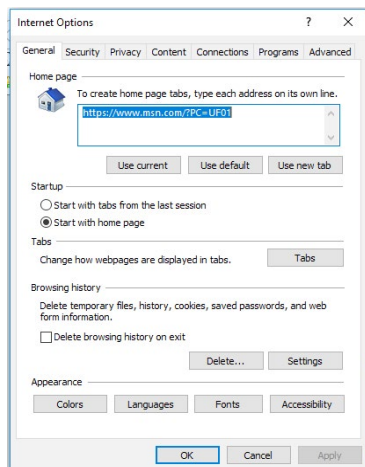 Internet Options ? X
General Security Privacy Content Connections Programs Advanced
Home page
To create home page tabs, type each address on its own line.
https://www.msn.com/?PC=UF01
Use current Use default Use new tab
Startup
Start with tabs from the last session
Start with home page
Tabs
Change how webpages are displayed in tabs. Tabs
Browsing history
Delete temporary files, history, cookies, saved passwords, and web
form information.
Delete browsing history on exit
Delete... Settings
Appearance
Colors Languages Fonts Accessibility
OK Cancel Apply